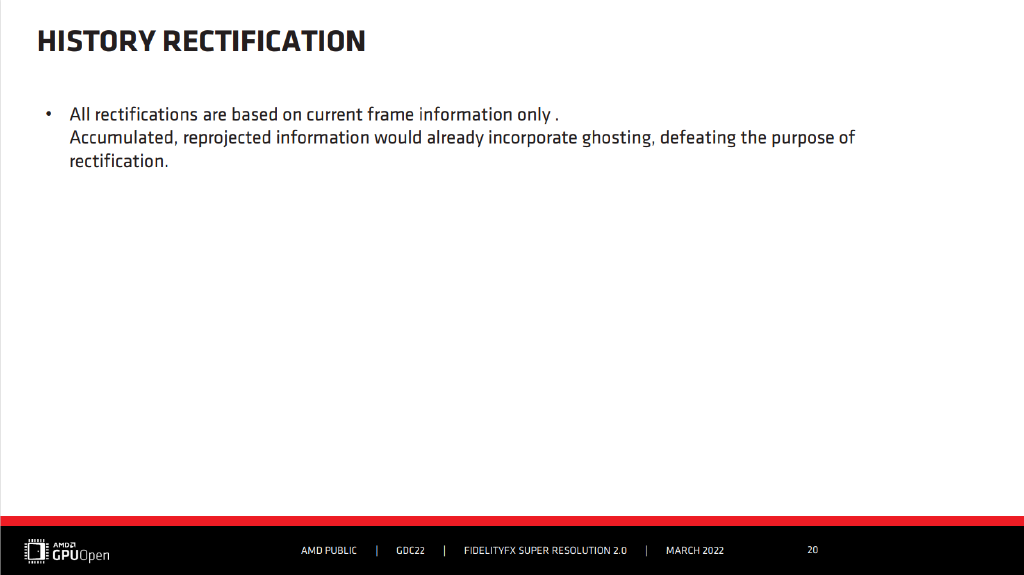 HISTORY RECTIFICATION
• All rectifications are based on current frame information only .
Accumulated, reprojected information would already incorporate ghosting, defeating the purpose of
rectification.
AMD
GPUOpen
AMD PUBLIC | GDC22 | FIDELITYFX SUPER RESOLUTION 2.0 | MARCH 2022 20